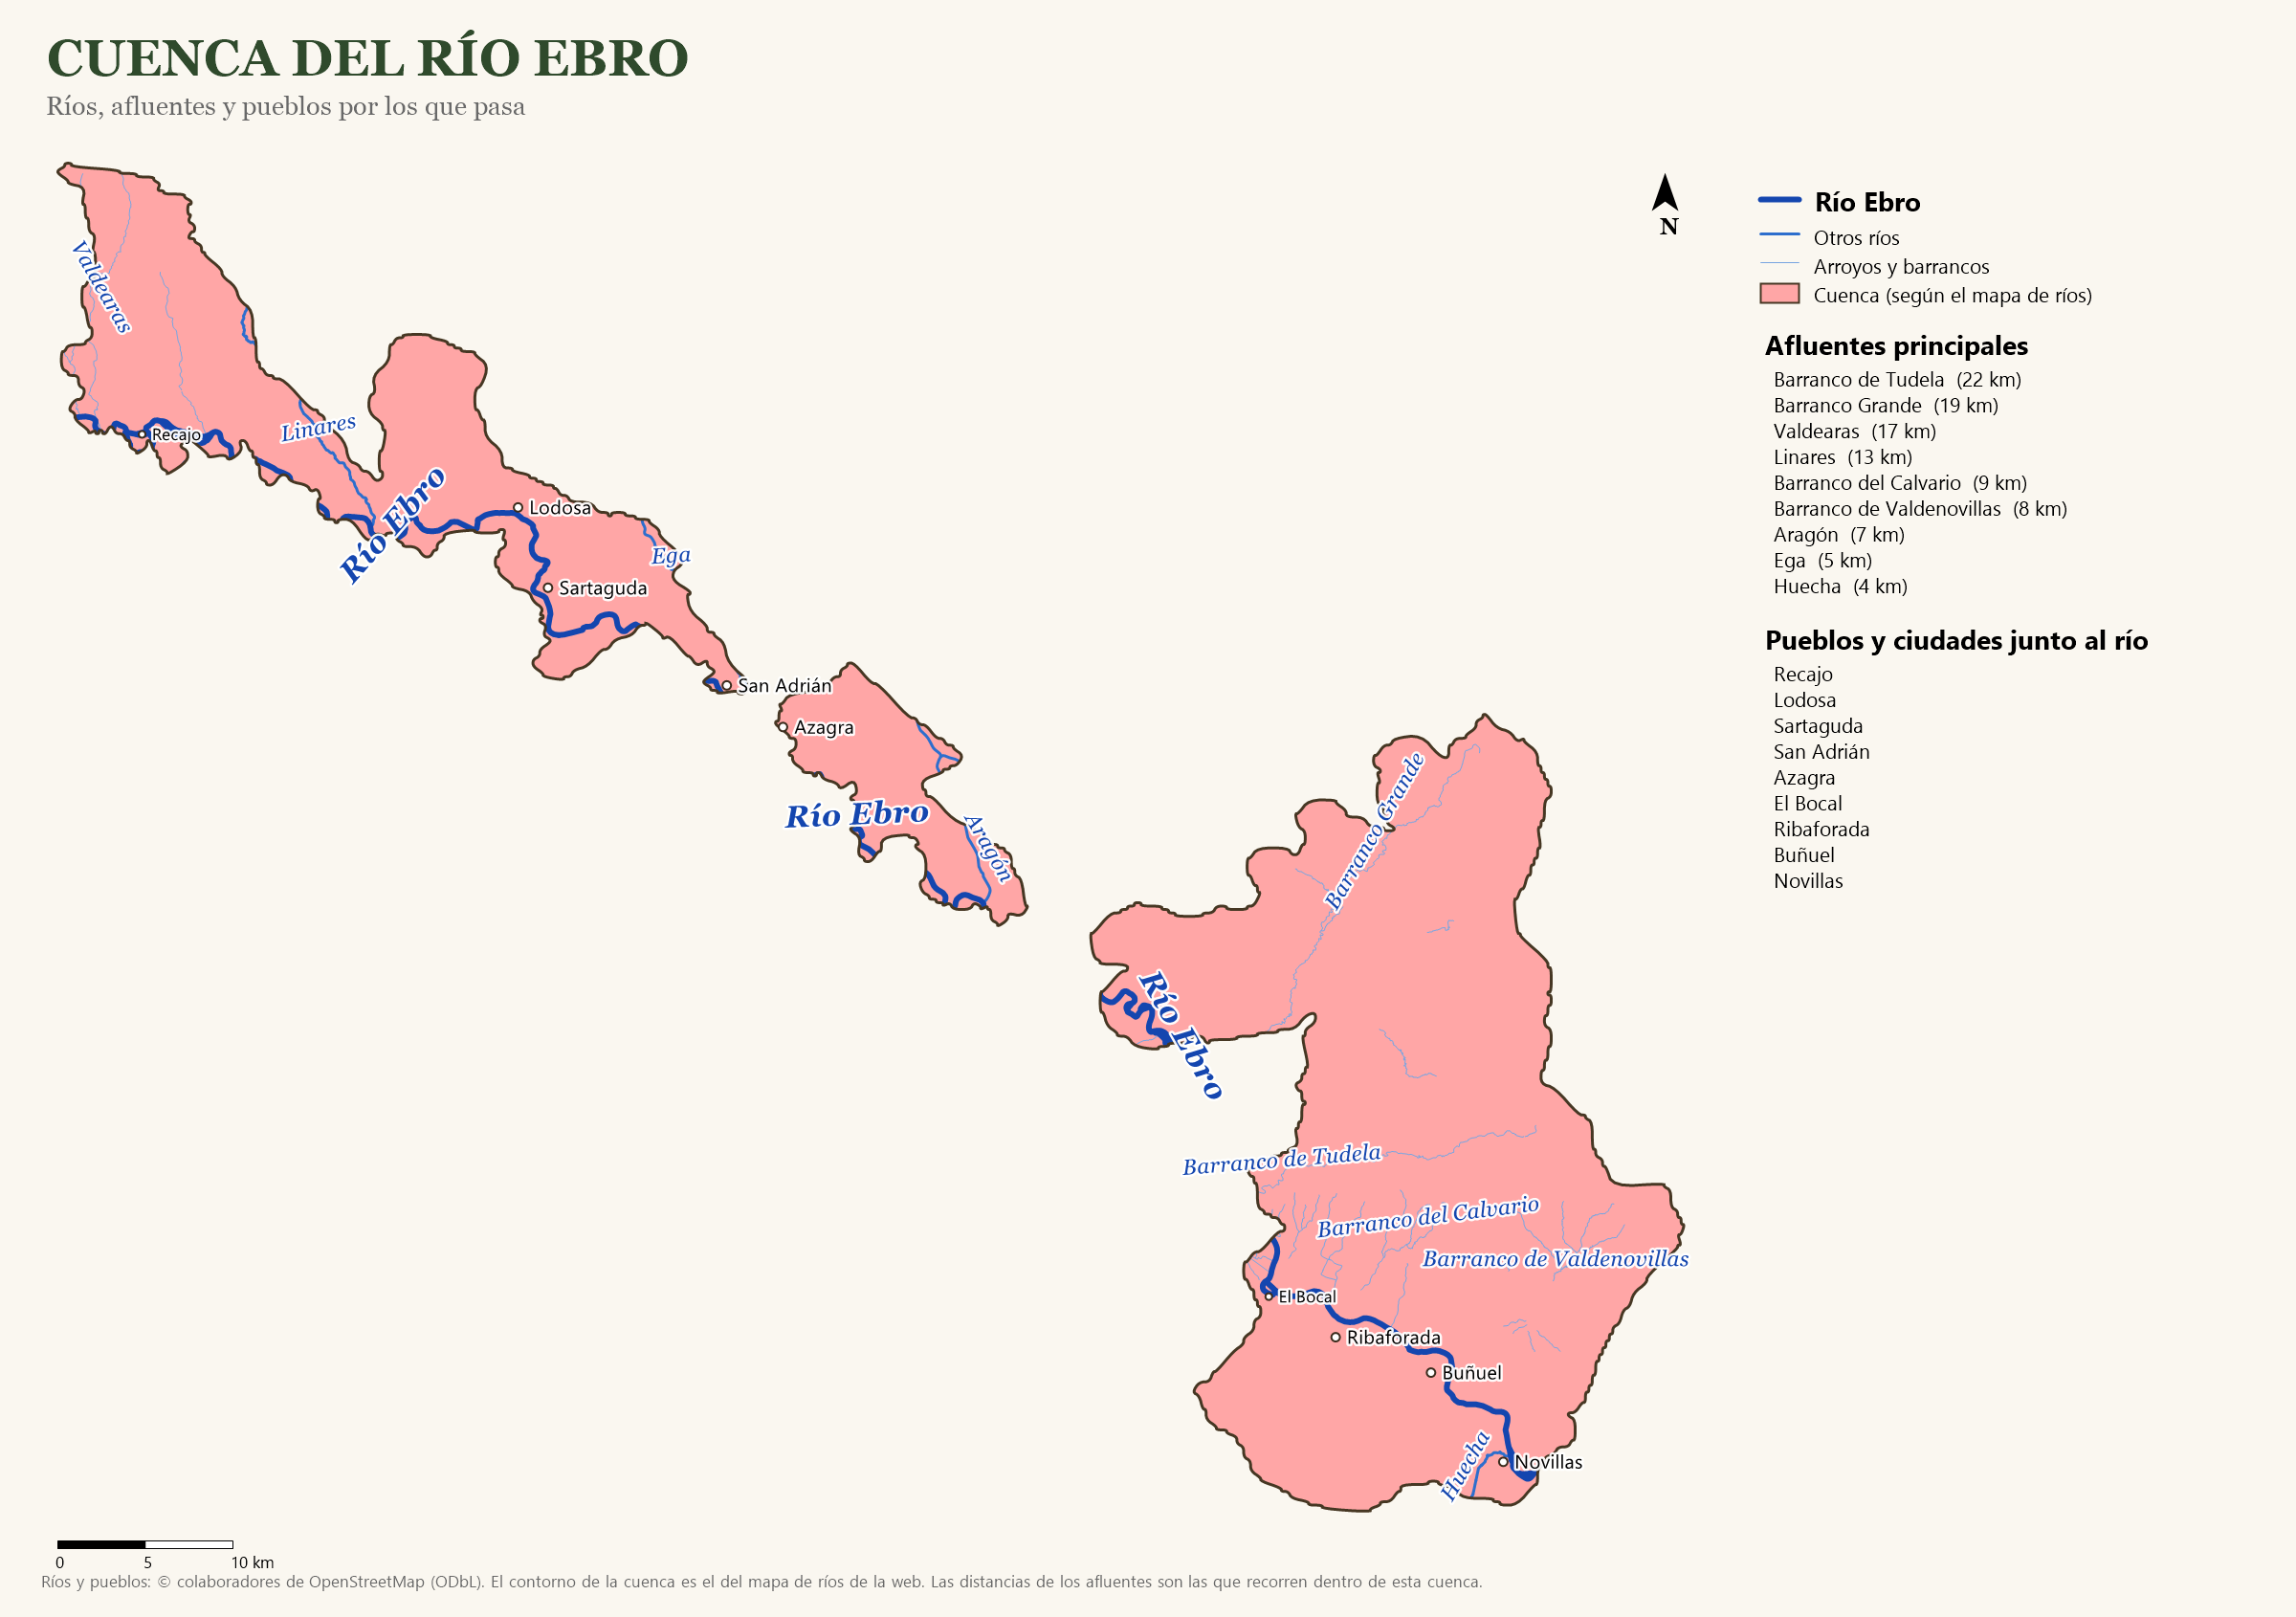 CUENCA DEL RÍO EBRO
Ríos, afluentes y pueblos por los que pasa
N
Río Ebro
Otros ríos
Arroyos y barrancos
Cuenca (según el mapa de ríos)
Afluentes principales
Barranco de Tudela (22 km)
Barranco Grande (19 km)
Valdearas (17 km)
Linares (13 km)
Barranco del Calvario (9 km)
Barranco de Valdenovillas (8 km)
Aragón (7 km)
Ega (5 km)
Huecha (4 km)
Pueblos y ciudades junto al río
Recajo
Lodosa
Sartaguda
San Adrián
Azagra
El Bocal
Ribaforada
Buñuel
Novillas
Valdearas
Linares
Recajo
Río Ebro
Lodosa
Ega
Sartaguda
San Adrián
Azagra
Río Ebro
Aragón
Barranco Grande
Río Ebro
Barranco de Tudela
Barranco del Calvario
Barranco de Valdenovillas
El Bocal
Ribaforada
Buñuel
Huecha
Novillas
0 5 10 km
Ríos y pueblos: © colaboradores de OpenStreetMap (ODbL). El contorno de la cuenca es el del mapa de ríos de la web. Las distancias de los afluentes son las que recorren dentro de esta cuenca.